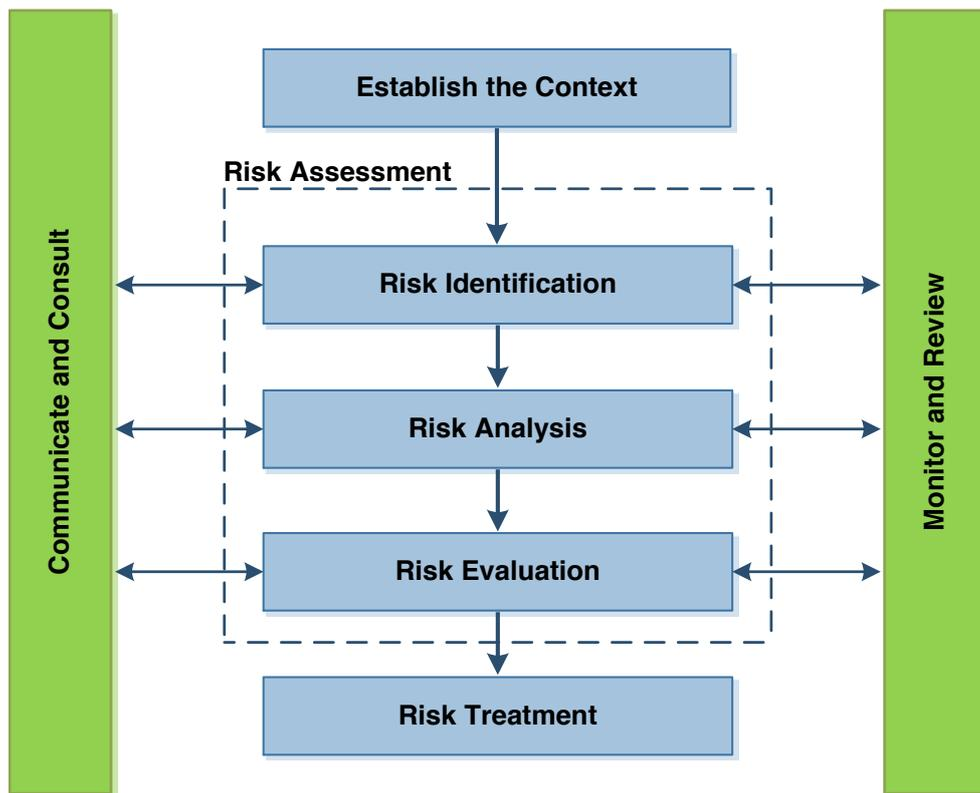 Establish the Context
Risk Assessment
Communicate and Consult
Risk Identification
Monitor and Review
Risk Analysis
Risk Evaluation
Risk Treatment